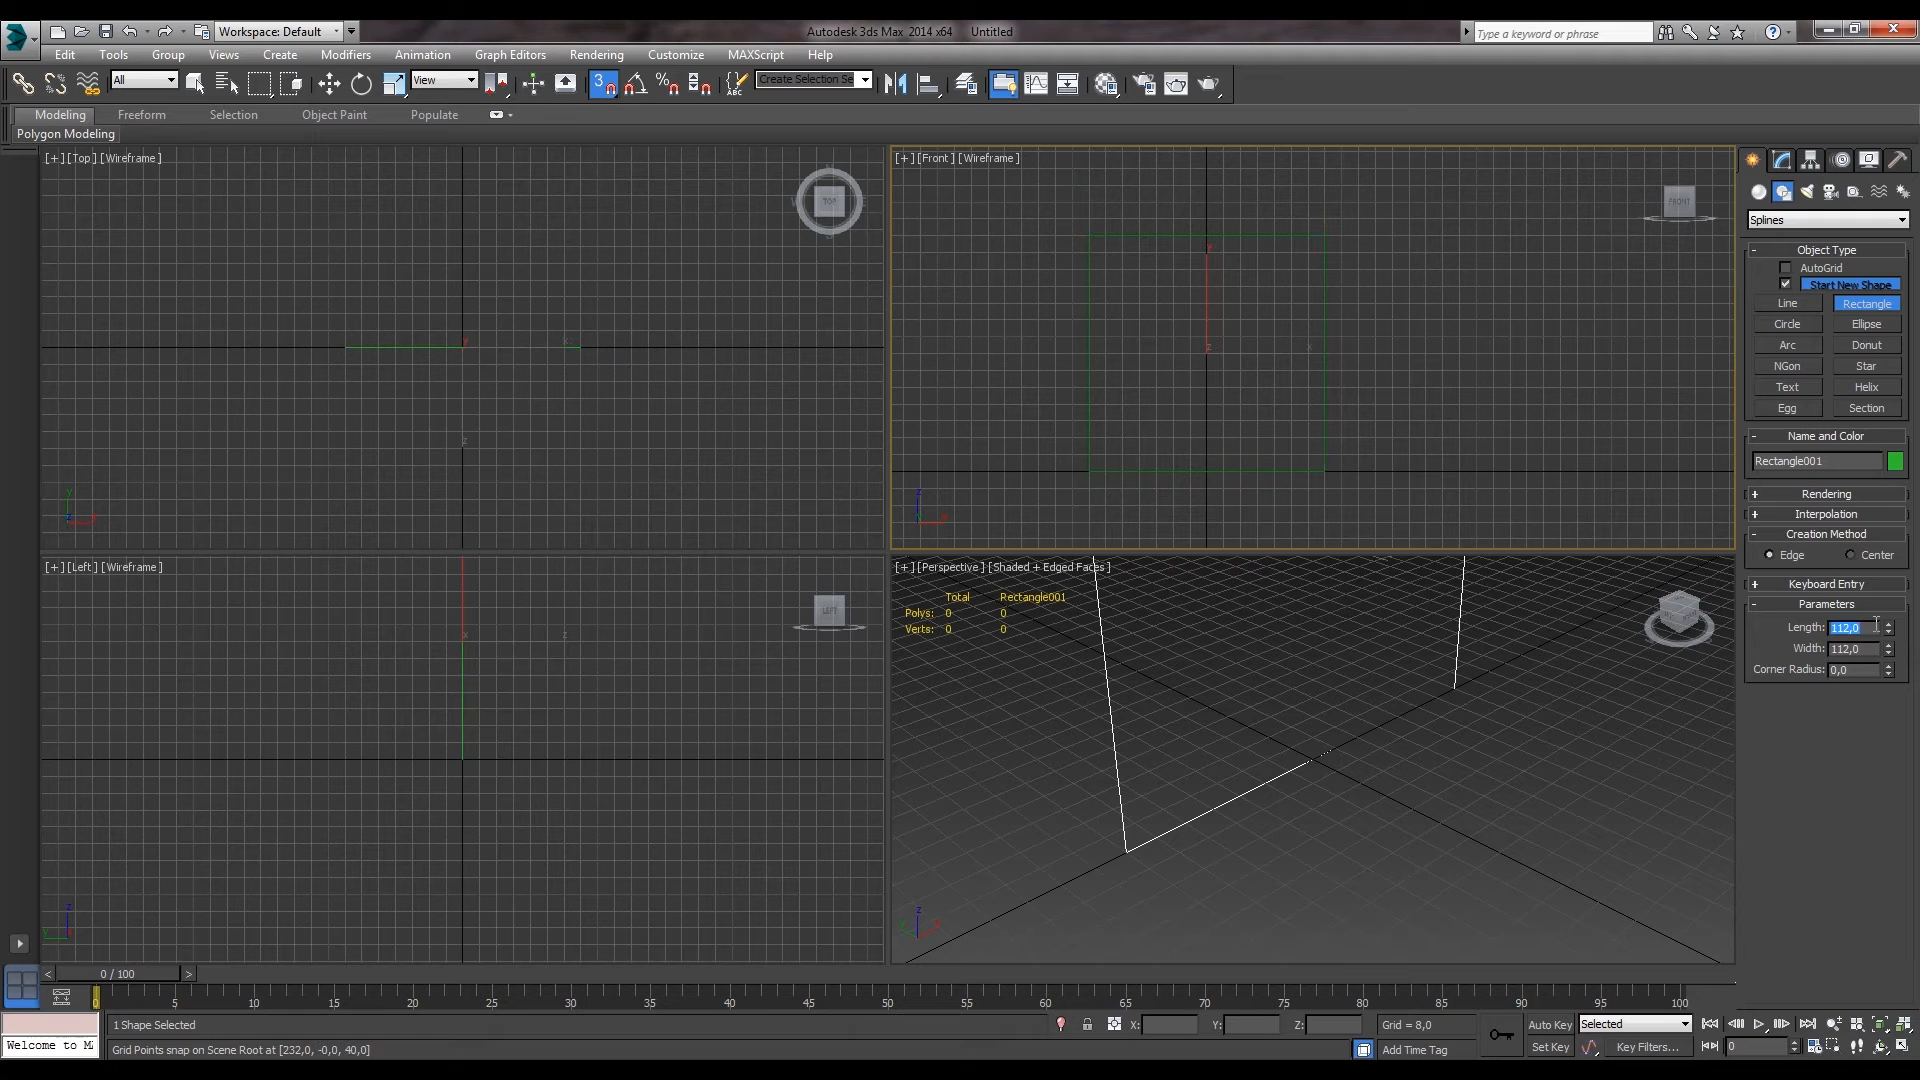 Workspace: Default
Autodesk 3ds Max 2014 x64 Untitled
Type a keyword or phrase
Edit Tools Group Views Create Modifiers Animation Graph Editors Rendering Customize MAXScript Help
All
View
3
%
ABC
Create Selection Se
Modeling Freeform Selection Object Paint Populate
Polygon Modeling
[+] [Top] [Wireframe]
TOP
[+] [Front] [Wireframe]
FRONT
Splines
- Object Type
AutoGrid
Start New Shape
Line Rectangle
Circle Ellipse
Arc Donut
NGon Star
Text Helix
Egg Section
- Name and Color
Rectangle001
+ Rendering
+ Interpolation
- Creation Method
Edge Center
+ Keyboard Entry
- Parameters
Length: 112,0
Width: 112,0
Corner Radius: 0,0
[+] [Left] [Wireframe]
LEFT
[+] [Perspective] [Shaded + Edged Faces]
Total Rectangle001
Polys: 0 0
Verts: 0 0
< 0 / 100 >
0 5 10 15 20 25 30 35 40 45 50 55 60 65 70 75 80 85 90 95 100
1 Shape Selected
X: Y: Z: Grid = 8,0
Auto Key Selected
Welcome to M
Grid Points snap on Scene Root at [232,0, -0,0, 40,0]
Add Time Tag
Set Key Key Filters... 0